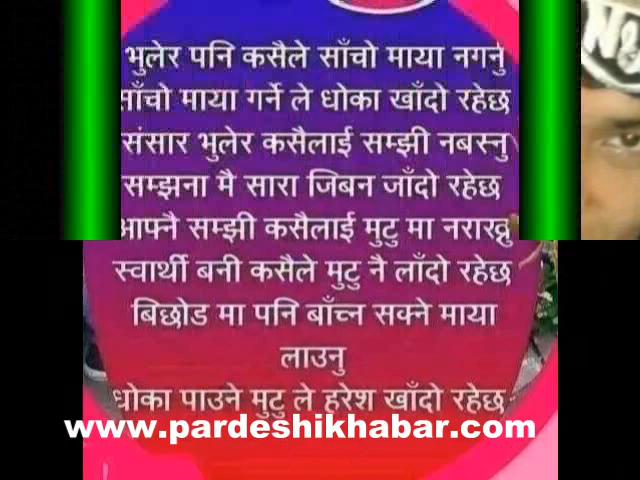 भुलेर पनि कसैले साँचो माया नगर्नु
साँचो माया गर्ने ले धोका खाँदो रहेछ
संसार भुलेर कसैलाई सम्झी नबस्नु
सम्झना मै सारा जिबन जाँदो रहेछ
आफ्नै सम्झी कसैलाई मुटु मा नराख्नु
स्वार्थी बनी कसैले मुटु नै लाँदो रहेछ
बिछोड मा पनि बाँच्न सक्ने माया
लाउनु
धोका पाउने मुटु ले हरेश खाँदो रहेछ
www.pardeshikhabar.com